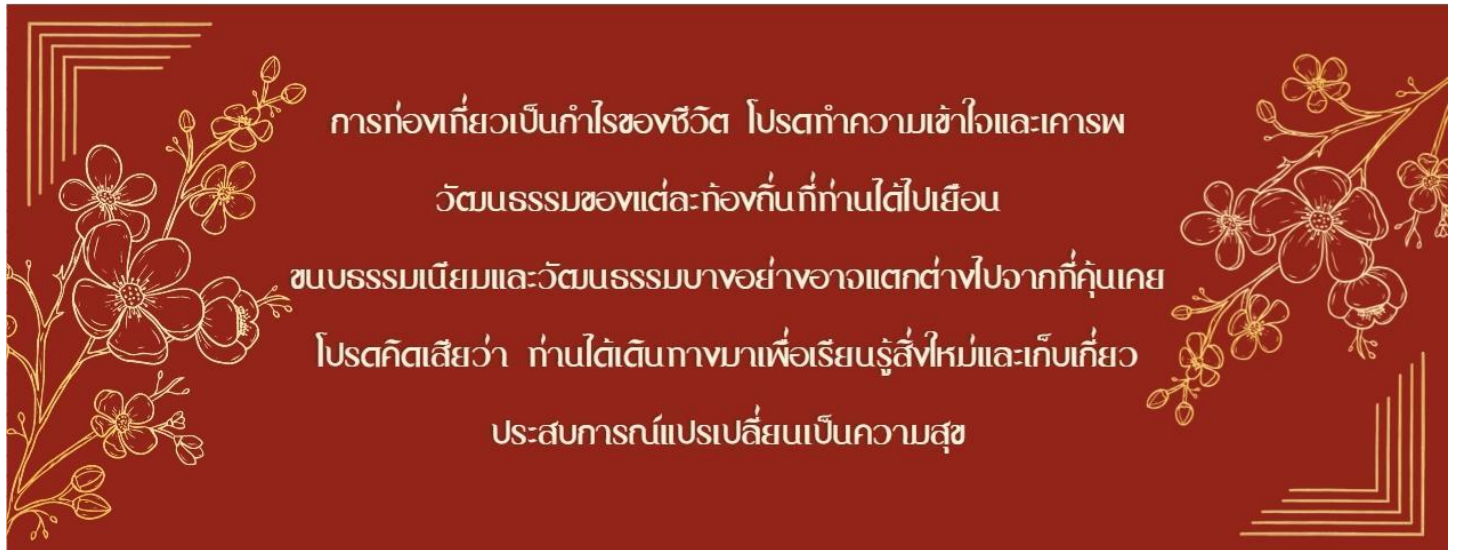 การท่องเที่ยวเป็นกำไรของชีวิต โปรดทำความเข้าใจและเคารพ
วัฒนธรรมของแต่ละท้องถิ่นที่ท่านได้ไปเยือน
ขนบธรรมเนียมและวัฒนธรรมบางอย่างอาจแตกต่างไปจากที่คุ้นเคย
โปรดคิดเสียว่า ท่านได้เดินทางมาเพื่อเรียนรู้สิ่งใหม่และเก็บเกี่ยว
ประสบการณ์แปรเปลี่ยนเป็นความสุข